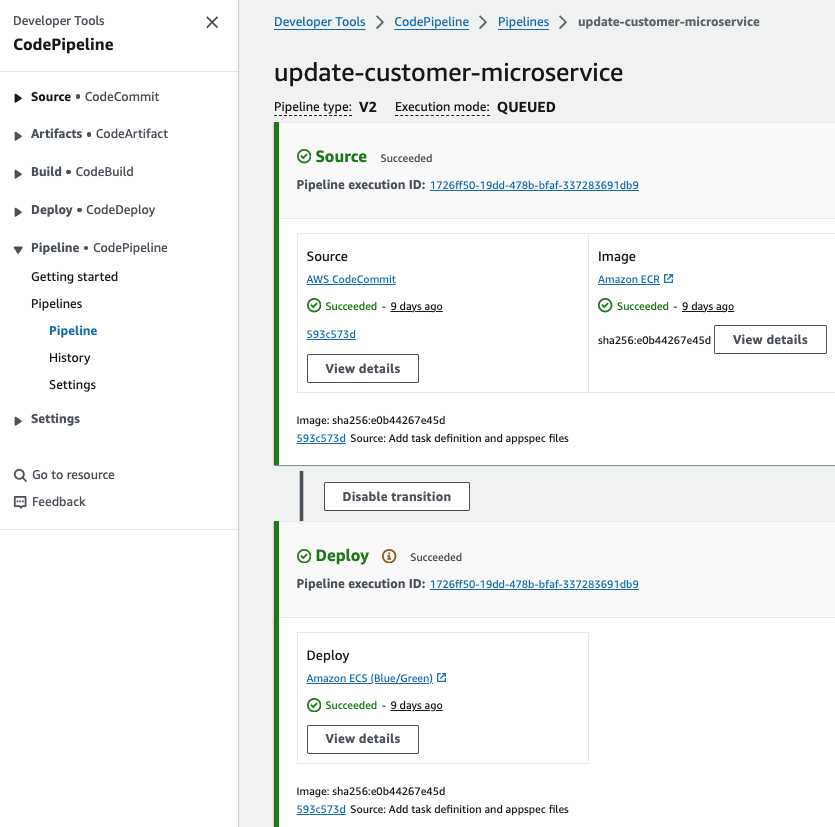 Developer Tools
CodePipeline
Source • CodeCommit
Artifacts • CodeArtifact
Build • CodeBuild
Deploy • CodeDeploy
Pipeline • CodePipeline
Getting started
Pipelines
Pipeline
History
Settings
Settings
Go to resource
Feedback
Developer Tools > CodePipeline > Pipelines > update-customer-microservice
update-customer-microservice
Pipeline type: V2 Execution mode: QUEUED
Source Succeeded
Pipeline execution ID: 1726ff50-19dd-478b-bfaf-337283691db9
Source
AWS CodeCommit
Succeeded - 9 days ago
593c573d
View details
Image
Amazon ECR
Succeeded - 9 days ago
sha256:e0b44267e45d View details
Image: sha256:e0b44267e45d
593c573d Source: Add task definition and appspec files
Disable transition
Deploy Succeeded
Pipeline execution ID: 1726ff50-19dd-478b-bfaf-337283691db9
Deploy
Amazon ECS (Blue/Green)
Succeeded - 9 days ago
View details
Image: sha256:e0b44267e45d
593c573d Source: Add task definition and appspec files